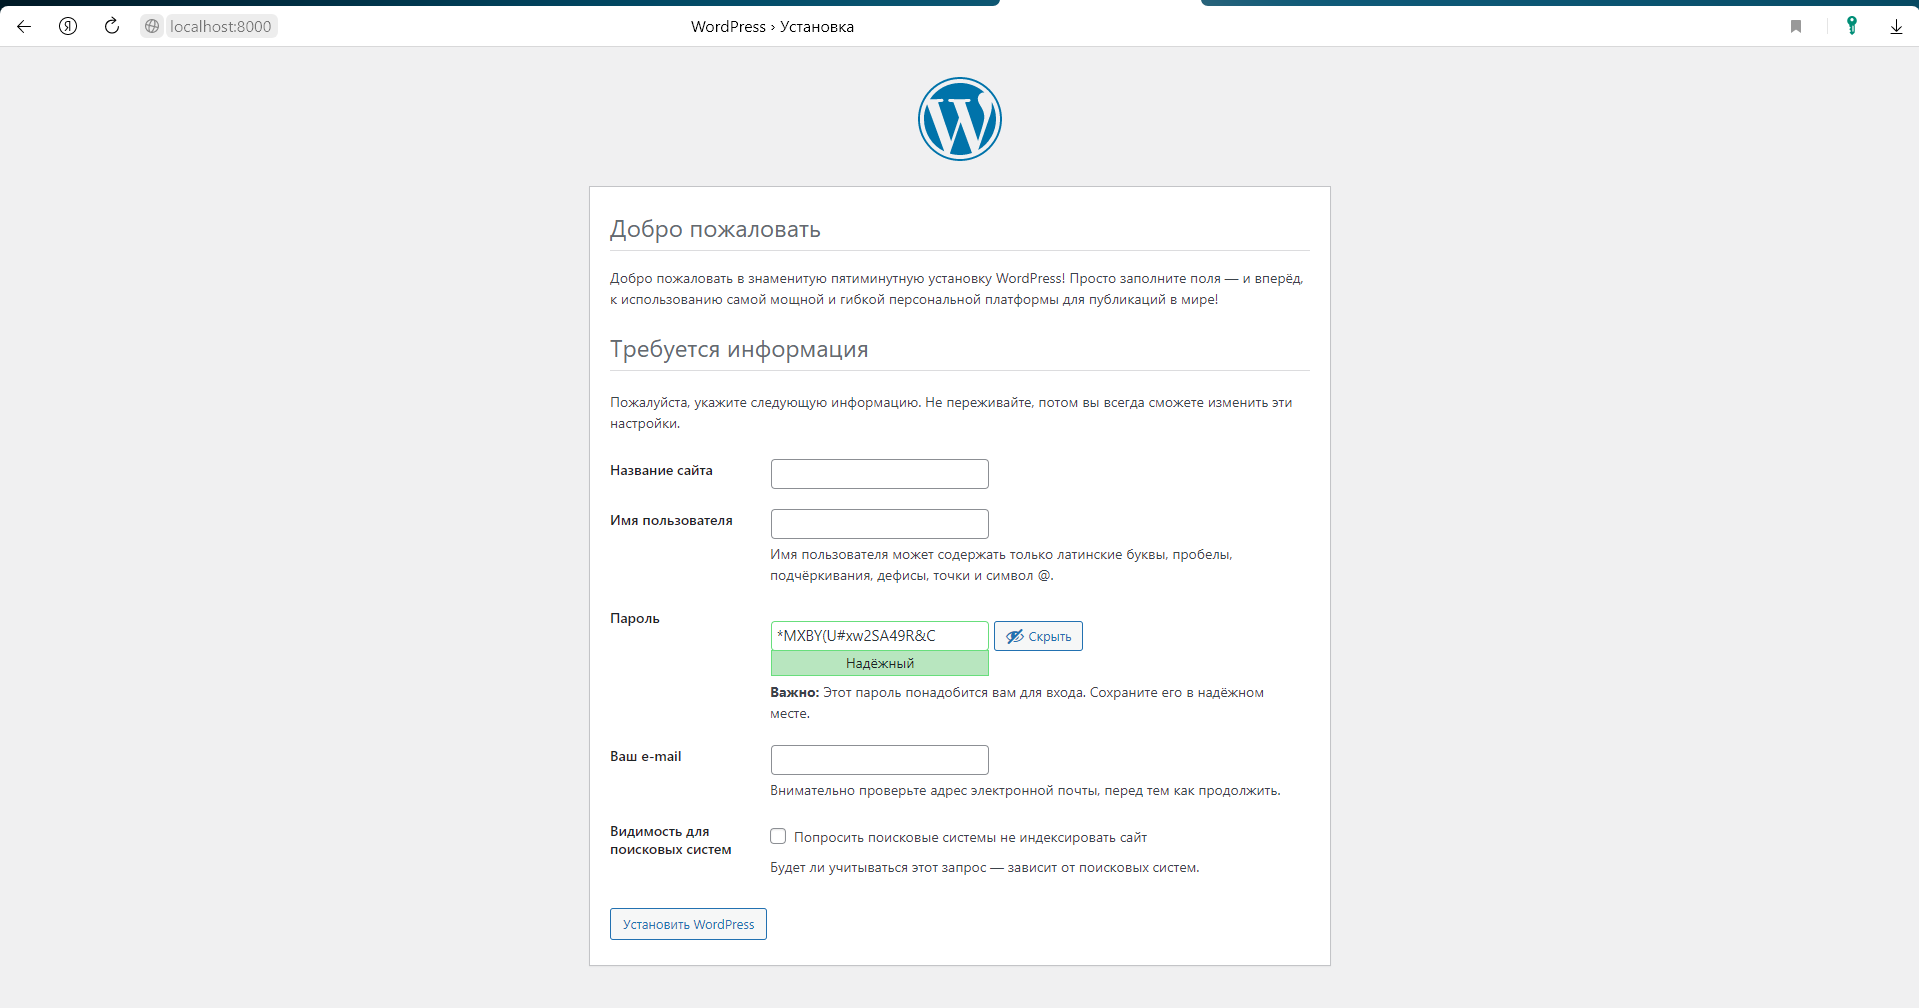 localhost:8000
WordPress › Установка
Добро пожаловать
Добро пожаловать в знаменитую пятиминутную установку WordPress! Просто заполните поля — и вперёд,
к использованию самой мощной и гибкой персональной платформы для публикаций в мире!
Требуется информация
Пожалуйста, укажите следующую информацию. Не переживайте, потом вы всегда сможете изменить эти
настройки.
Название сайта
Имя пользователя
Имя пользователя может содержать только латинские буквы, пробелы,
подчёркивания, дефисы, точки и символ @.
Пароль
*MXBY(U#xw2SA49R&C
Скрыть
Надёжный
Важно: Этот пароль понадобится вам для входа. Сохраните его в надёжном
месте.
Ваш e-mail
Внимательно проверьте адрес электронной почты, перед тем как продолжить.
Видимость для
поисковых систем
Попросить поисковые системы не индексировать сайт
Будет ли учитываться этот запрос — зависит от поисковых систем.
Установить WordPress